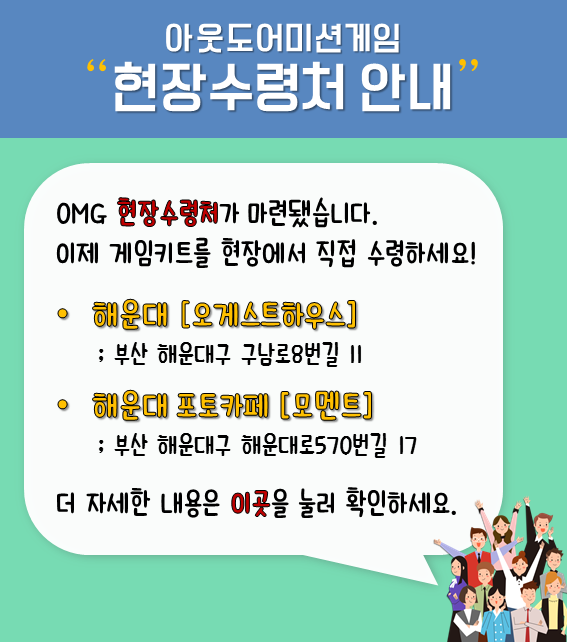 아웃도어미션게임
“현장수령처 안내”
OMG 현장수령처가 마련됐습니다.
이제 게임키트를 현장에서 직접 수령하세요!
• 해운대 [오게스트하우스]
; 부산 해운대구 구남로8번길 11
• 해운대 포토카페 [모멘트]
; 부산 해운대구 해운대로570번길 17
더 자세한 내용은 이곳을 눌러 확인하세요.